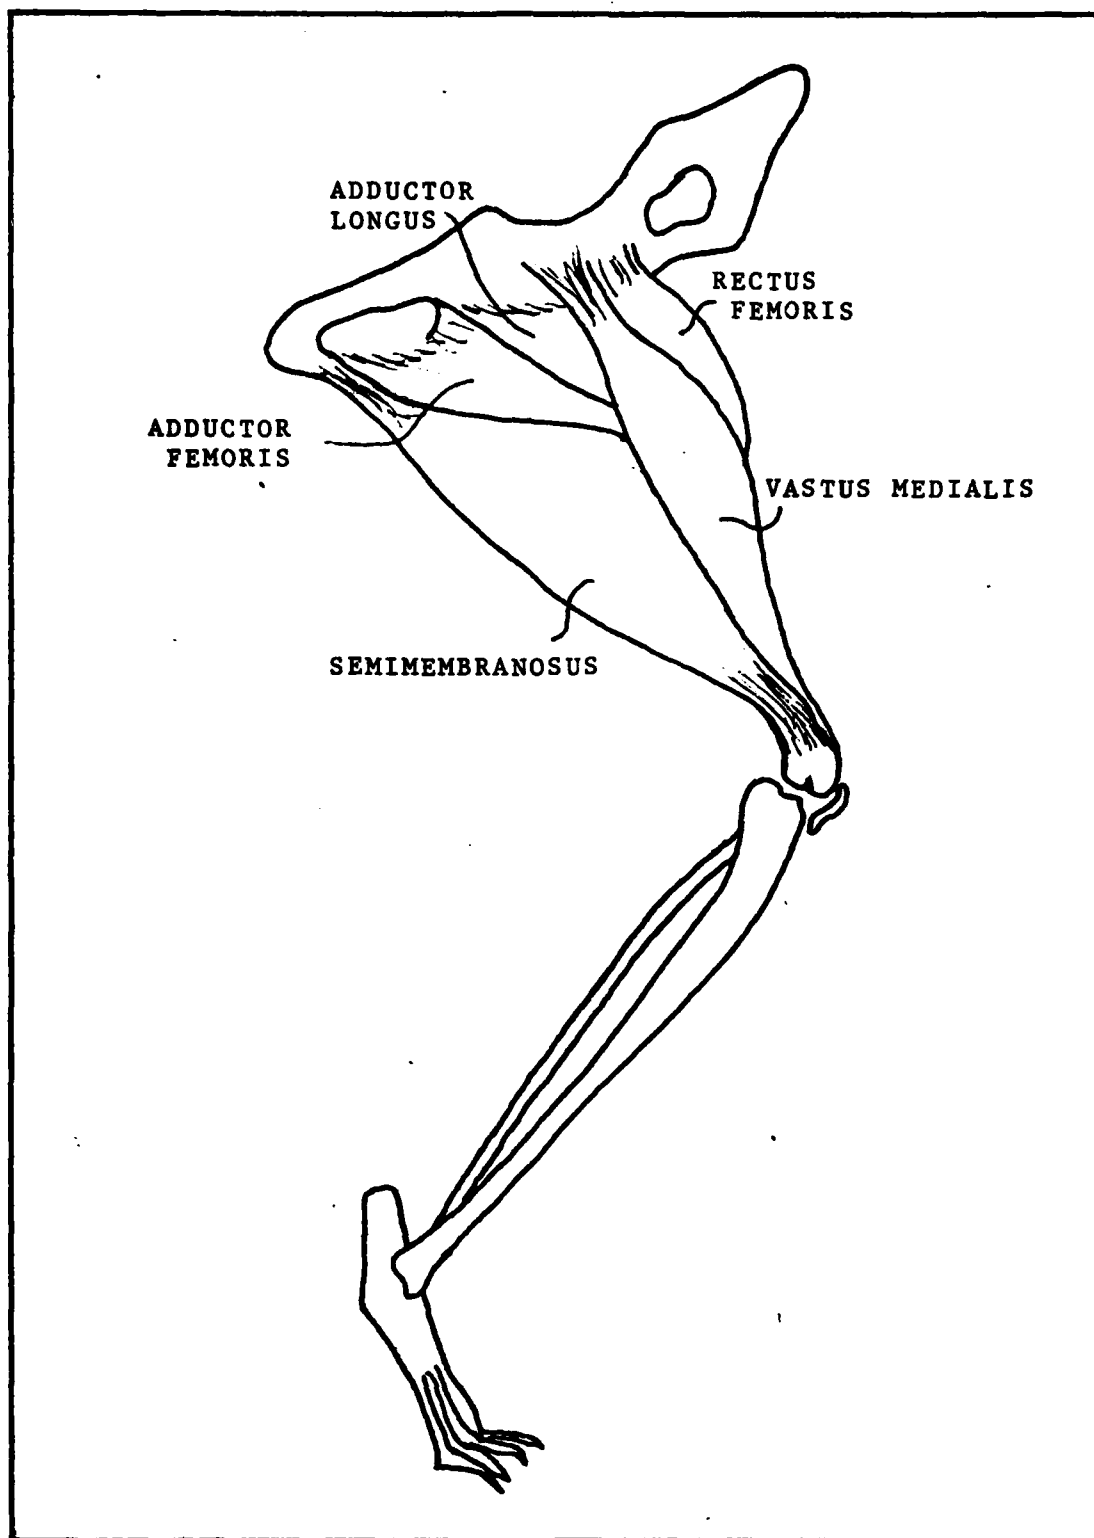 ADDUCTOR
LONGUS
RECTUS
FEMORIS
ADDUCTOR
FEMORIS
VASTUS MEDIALIS
SEMIMEMBRANOSUS